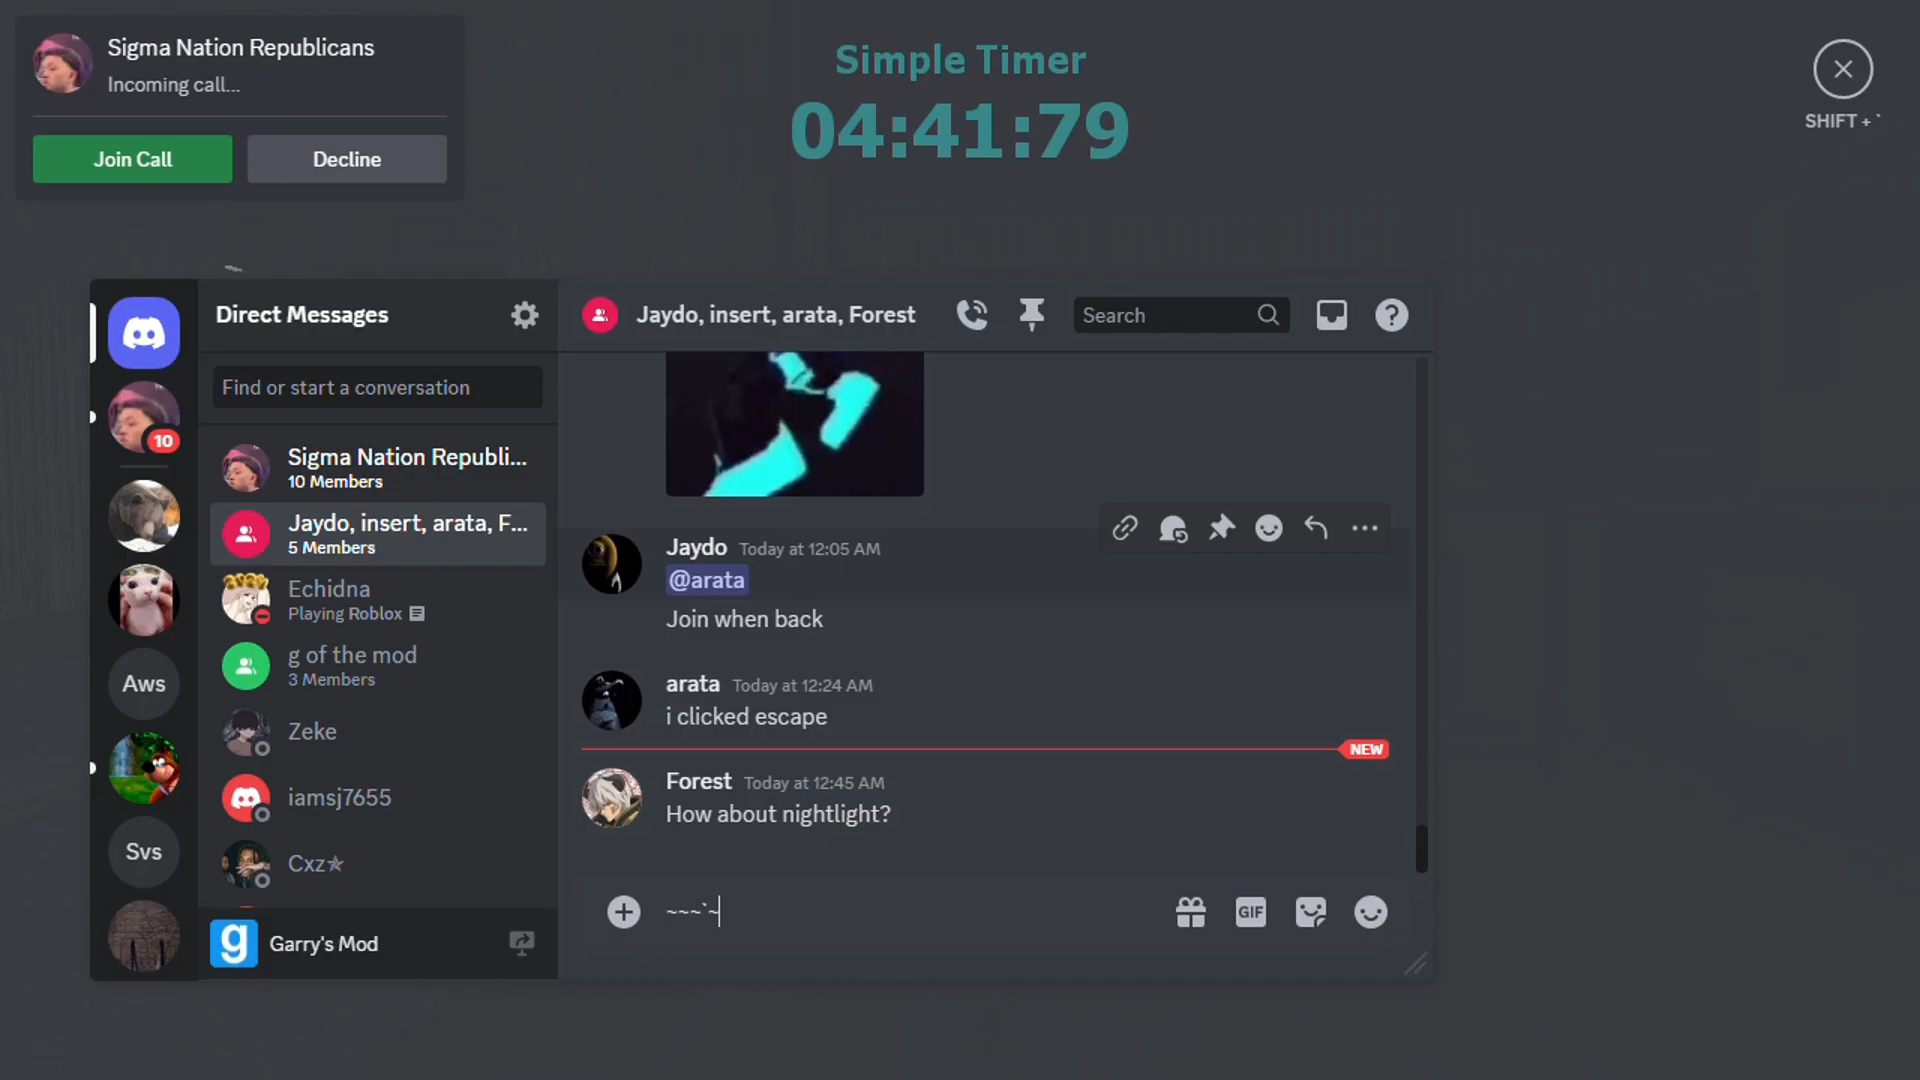 Sigma Nation Republicans
Incoming call...
Join Call
Decline
Simple Timer
04:41:79
SHIFT + `
Direct Messages
Find or start a conversation
10
Sigma Nation Republi...
10 Members
Jaydo, insert, arata, F...
5 Members
Echidna
Playing Roblox
g of the mod
3 Members
Zeke
iamsj7655
Cxz✯
Aws
Svs
g
Garry's Mod
Jaydo, insert, arata, Forest
Search
Jaydo Today at 12:05 AM
@arata
Join when back
arata Today at 12:24 AM
i clicked escape
NEW
Forest Today at 12:45 AM
How about nightlight?
~~~`~
GIF